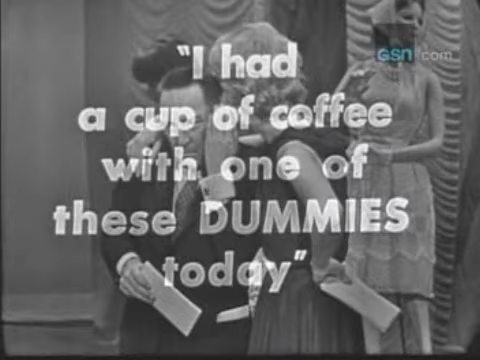 GSN.com
"I had
a cup of coffee
with one of
these DUMMIES
today"